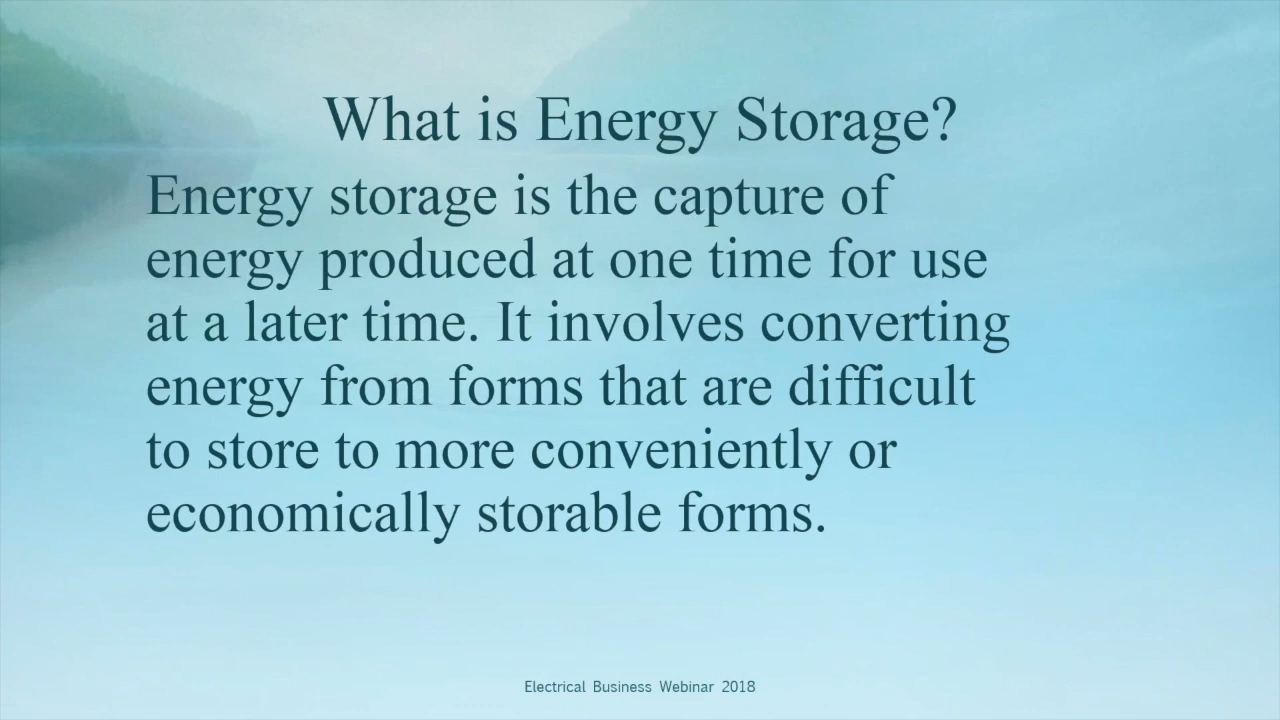 What is Energy Storage?
Energy storage is the capture of
energy produced at one time for use
at a later time. It involves converting
energy from forms that are difficult
to store to more conveniently or
economically storable forms.
Electrical Business Webinar 2018